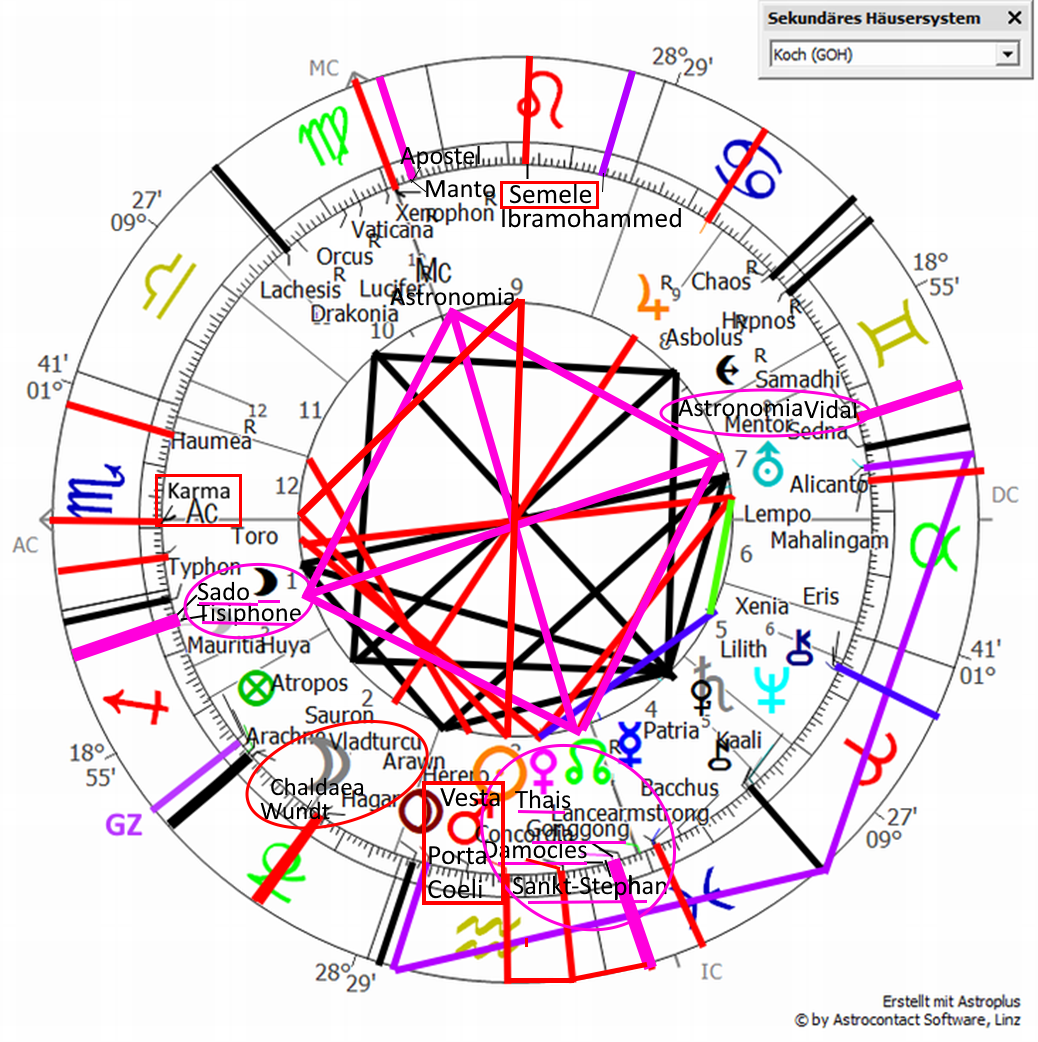 Sekundäres Häusersystem
Koch (GOH)
28°
29'
MC
Apostel
Manto
R
Semele
Xenophon
R
Ibramohammed
27'
09°
Vaticana
R
Orcus
R
Mc
Lachesis
Lucifer
Astronomia
9
Drakonia
10
R
9
Chaos
R
18°
55'
Hypnos
R
Asbolus
R
Samadhi
Astronomia
Vidal
Mentor
Sedna
41'
01°
12
R
11
Haumea
7
Alicanto
Karma
Ac
12
DC
AC
Lempo
Toro
Mahalingam
6
Typhon
1
Sado
Tisiphone
Xenia
Eris
5
6
Mauritia
Huya
Lilith
41'
01°
Atropos
2
4
5
Sauron
Patria
Kaali
18°
55'
Arachne
Vladturcu
Arawn
R
Herero
GZ
Chaldaea
Wundt
Hagar
Vesta
Thais
Bacchus
Lancearmstrong
27'
09°
Concordia
Gonggong
Porta
Coeli
Damocles
Sankt-Stephan
28°
29'
IC
Erstellt mit Astroplus
© by Astrocontact Software, Linz